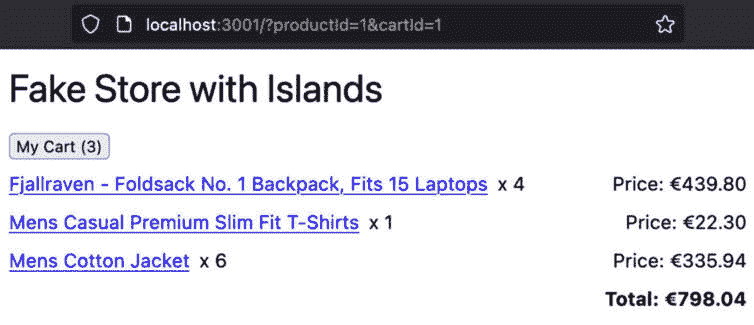 localhost:3001/?productId=1&cartId=1
Fake Store with Islands
My Cart (3)
Fjallraven - Foldsack No. 1 Backpack, Fits 15 Laptops x 4 Price: €439.80
Mens Casual Premium Slim Fit T-Shirts x 1 Price: €22.30
Mens Cotton Jacket x 6 Price: €335.94
Total: €798.04